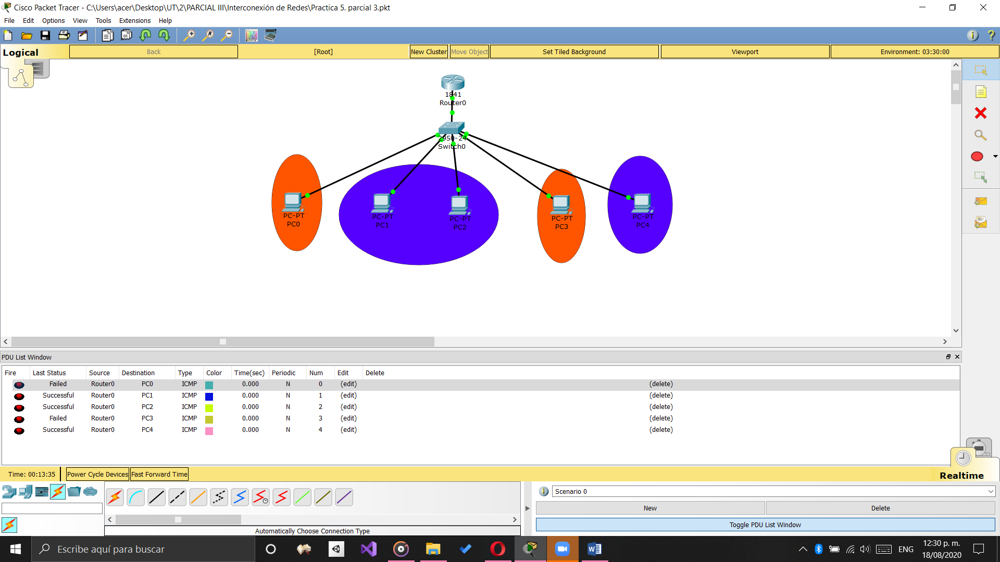 Cisco Packet Tracer - C:\Users\acer\Desktop\UT\2\PARCIAL III\Interconexión de Redes\Practica 5. parcial 3.pkt
File Edit Options View Tools Extensions Help
Logical Back [Root] New Cluster Move Object Set Tiled Background Viewport Environment: 03:30:00
1841
Router0
2950-24
Switch0
PC-PT
PC0
PC-PT
PC1
PC-PT
PC2
PC-PT
PC3
PC-PT
PC4
PDU List Window
Fire Last Status Source Destination Type Color Time(sec) Periodic Num Edit Delete
Failed Router0 PC0 ICMP 0.000 N 0 (edit) (delete)
Successful Router0 PC1 ICMP 0.000 N 1 (edit) (delete)
Successful Router0 PC2 ICMP 0.000 N 2 (edit) (delete)
Failed Router0 PC3 ICMP 0.000 N 3 (edit) (delete)
Successful Router0 PC4 ICMP 0.000 N 4 (edit) (delete)
Time: 00:13:35 Power Cycle Devices Fast Forward Time Realtime
Scenario 0
New Delete
Toggle PDU List Window
Automatically Choose Connection Type
Escribe aquí para buscar
ENG 12:30 p. m.
18/08/2020